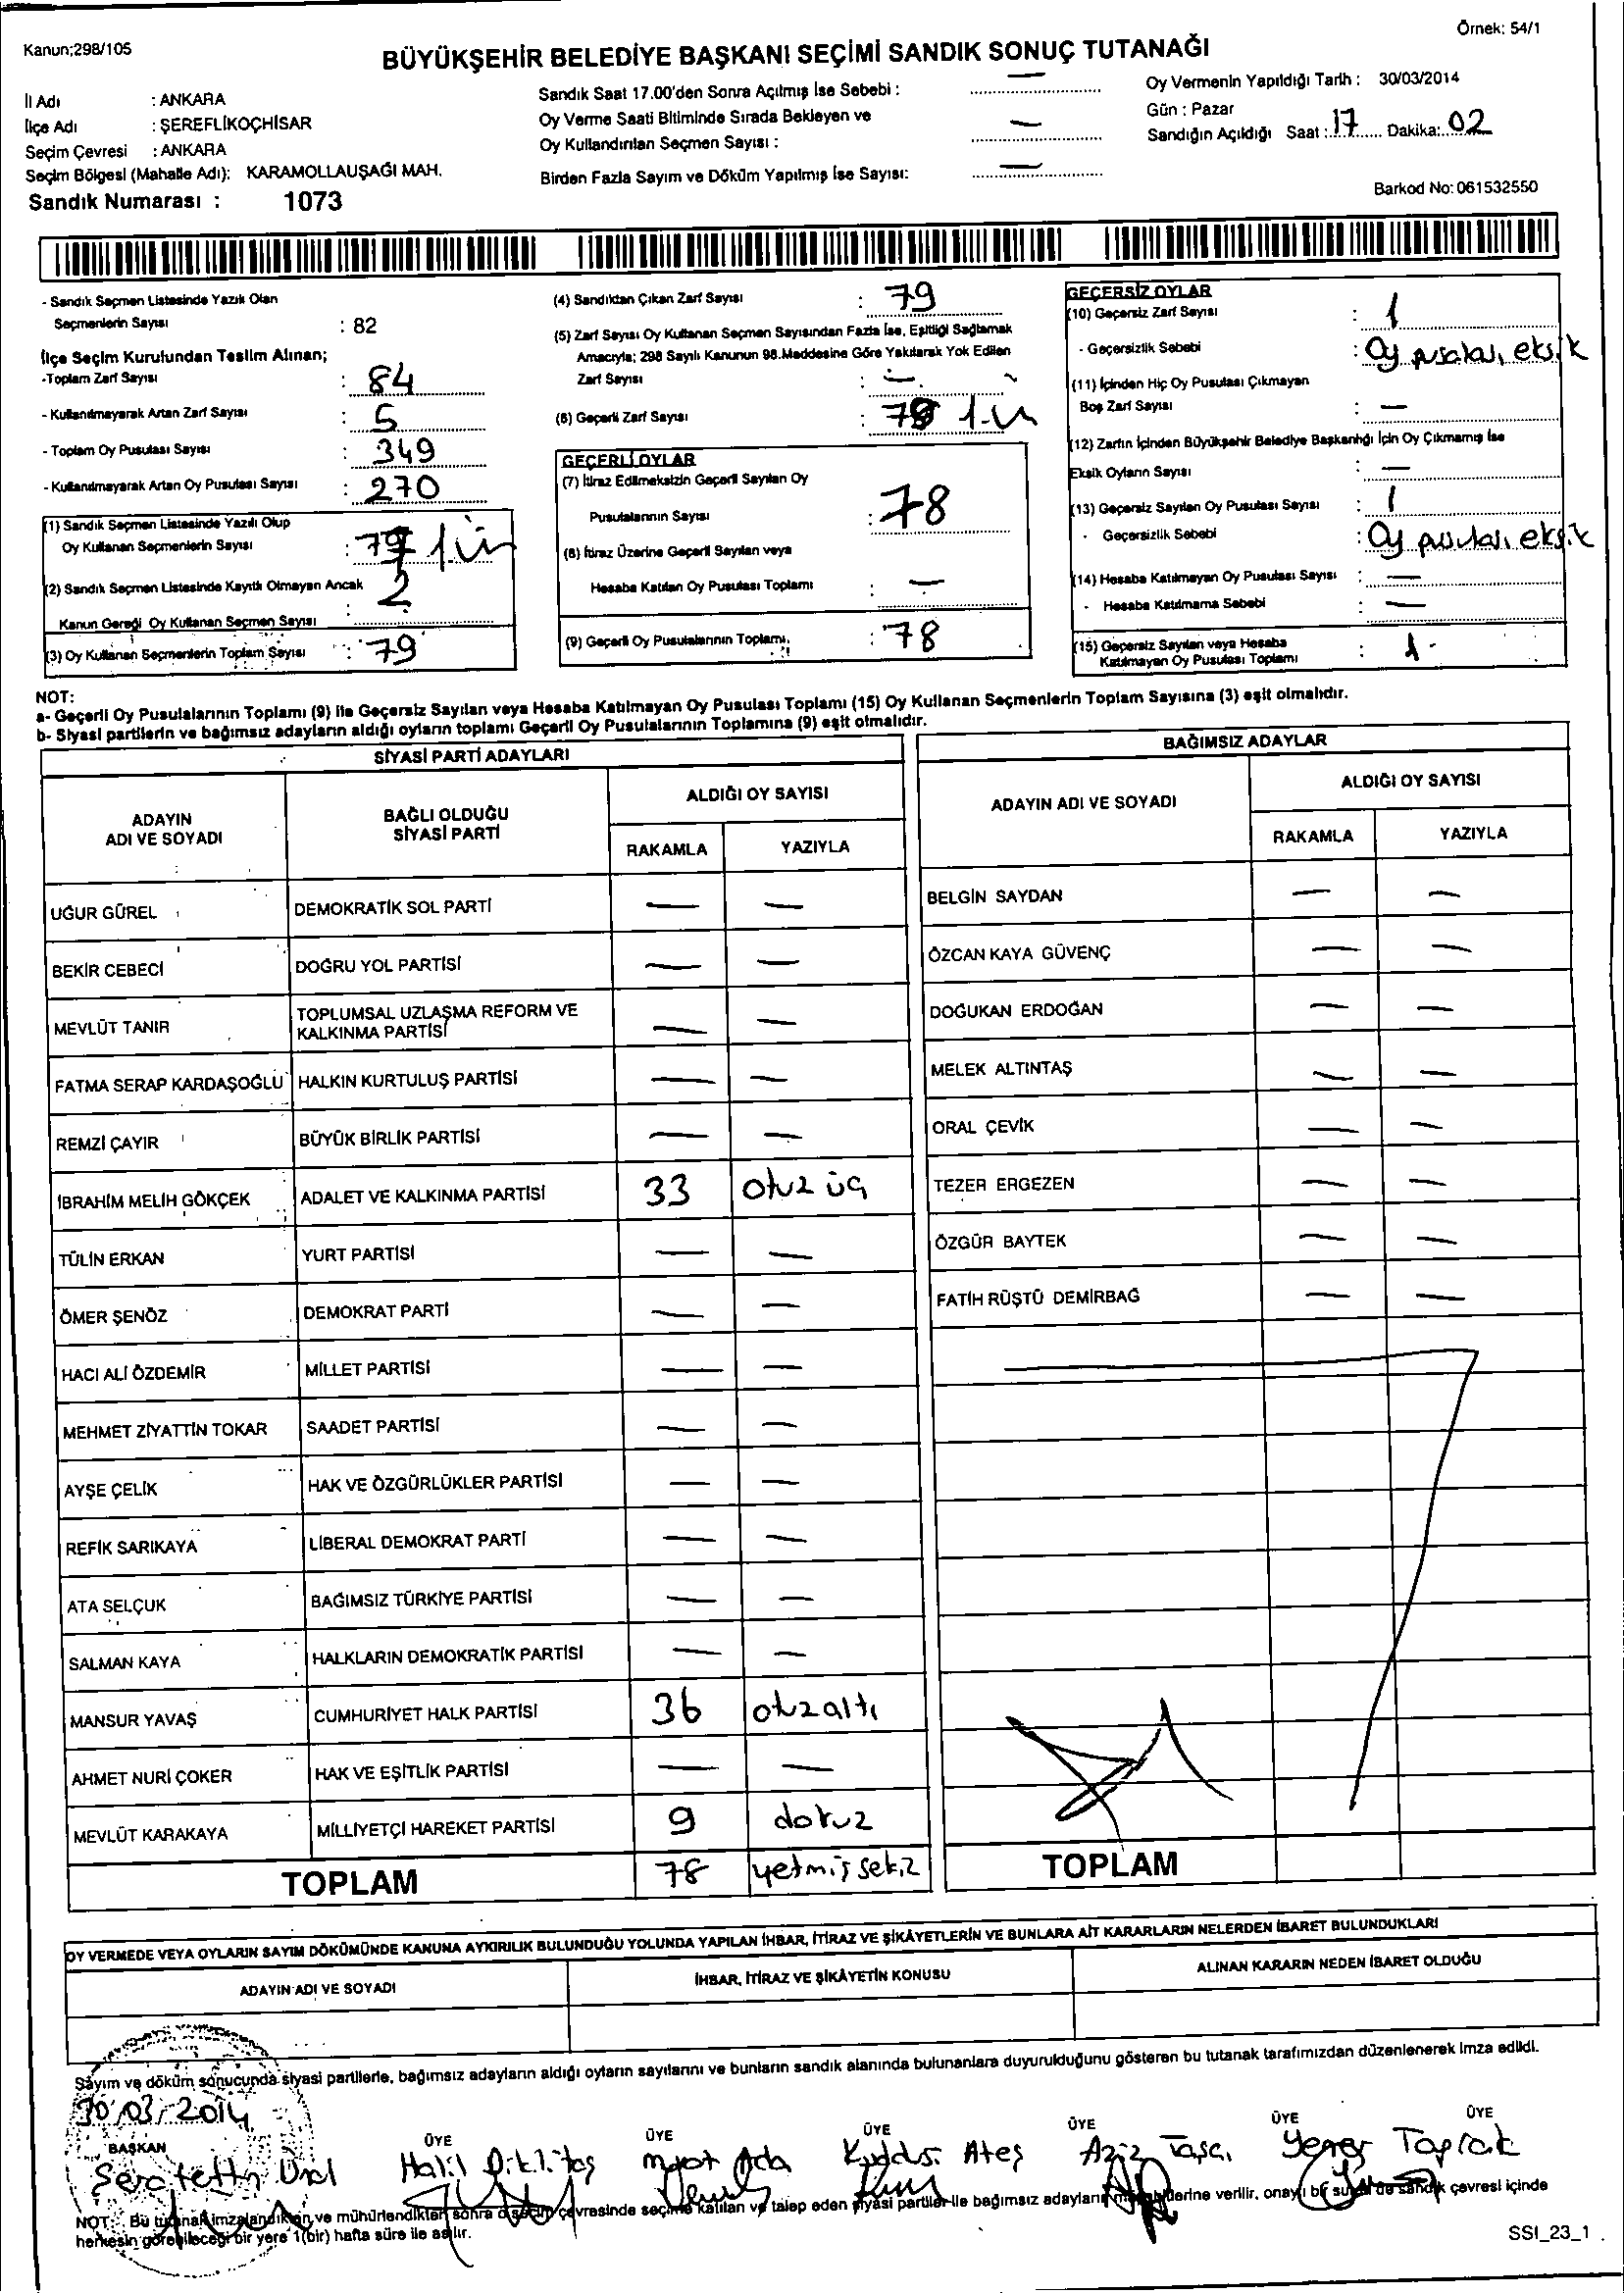 Örnek: 54/1
Kanun;298/105
BÜYÜKŞEHİR BELEDİYE BAŞKANI SEÇİMİ SANDIK SONUÇ TUTANAĞI
İl Adı : ANKARA
İlçe Adı : ŞEREFLİKOÇHİSAR
Seçim Çevresi : ANKARA
Seçim Bölgesi (Mahalle Adı): KARAMOLLAUŞAĞI MAH.
Sandık Numarası : 1073
Sandık Saat 17.00'den Sonra Açılmış İse Sebebi : —
Oy Verme Saati Bitiminde Sırada Bekleyen ve
Oy Kullandırılan Seçmen Sayısı : —
Birden Fazla Sayım ve Döküm Yapılmış İse Sayısı: —
Oy Vermenin Yapıldığı Tarih : 30/03/2014
Gün : Pazar
Sandığın Açıldığı Saat : 17 Dakika: 02
Barkod No: 061532550
- Sandık Seçmen Listesinde Yazılı Olan
Seçmenlerin Sayısı : 82
İlçe Seçim Kurulundan Teslim Alınan;
-Toplam Zarf Sayısı : 84
- Kullanılmayarak Artan Zarf Sayısı : 5
- Toplam Oy Pusulası Sayısı : 349
- Kullanılmayarak Artan Oy Pusulası Sayısı : 270
(1) Sandık Seçmen Listesinde Yazılı Olup
Oy Kullanan Seçmenlerin Sayısı : 77
(2) Sandık Seçmen Listesinde Kayıtlı Olmayan Ancak
Kanun Gereği Oy Kullanan Seçmen Sayısı : 2
(3) Oy Kullanan Seçmenlerin Toplam Sayısı : 79
(4) Sandıktan Çıkan Zarf Sayısı : 79
(5) Zarf Sayısı Oy Kullanan Seçmen Sayısından Fazla İse, Eşitliği Sağlamak
Amacıyla; 298 Sayılı Kanunun 98.Maddesine Göre Yakılarak Yok Edilen
Zarf Sayısı : —
(6) Geçerli Zarf Sayısı : 78
GEÇERLİ OYLAR
(7) İtiraz Edilmeksizin Geçerli Sayılan Oy
Pusulalarının Sayısı : 78
(8) İtiraz Üzerine Geçerli Sayılan veya
Hesaba Katılan Oy Pusulası Toplamı : —
(9) Geçerli Oy Pusulalarının Toplamı. : 78
GEÇERSİZ OYLAR
(10) Geçersiz Zarf Sayısı : 1
- Geçersizlik Sebebi : Oy pusulası eksik
(11) İçinden Hiç Oy Pusulası Çıkmayan
Boş Zarf Sayısı : —
(12) Zarfın İçinden Büyükşehir Belediye Başkanlığı İçin Oy Çıkmamış İse
Eksik Oyların Sayısı : —
(13) Geçersiz Sayılan Oy Pusulası Sayısı : 1
- Geçersizlik Sebebi : Oy pusulası eksik
(14) Hesaba Katılmayan Oy Pusulası Sayısı : —
- Hesaba Katılmama Sebebi : —
(15) Geçersiz Sayılan veya Hesaba
Katılmayan Oy Pusulası Toplamı : 1
NOT:
a- Geçerli Oy Pusulalarının Toplamı (9) ile Geçersiz Sayılan veya Hesaba Katılmayan Oy Pusulası Toplamı (15) Oy Kullanan Seçmenlerin Toplam Sayısına (3) eşit olmalıdır.
b- Siyasi partilerin ve bağımsız adayların aldığı oyların toplamı Geçerli Oy Pusulalarının Toplamına (9) eşit olmalıdır.
SİYASİ PARTİ ADAYLARI
ADAYIN ADI VE SOYADI
BAĞLI OLDUĞU SİYASİ PARTİ
ALDIĞI OY SAYISI
RAKAMLA YAZIYLA
UĞUR GÜREL DEMOKRATİK SOL PARTİ — —
BEKİR CEBECİ DOĞRU YOL PARTİSİ — —
MEVLÜT TANIR TOPLUMSAL UZLAŞMA REFORM VE KALKINMA PARTİSİ — —
FATMA SERAP KARDAŞOĞLU HALKIN KURTULUŞ PARTİSİ — —
REMZİ ÇAYIR BÜYÜK BİRLİK PARTİSİ — —
İBRAHİM MELİH GÖKÇEK ADALET VE KALKINMA PARTİSİ 33 otuz üç
TÜLİN ERKAN YURT PARTİSİ — —
ÖMER ŞENÖZ DEMOKRAT PARTİ — —
HACI ALİ ÖZDEMİR MİLLET PARTİSİ — —
MEHMET ZİYATTİN TOKAR SAADET PARTİSİ — —
AYŞE ÇELİK HAK VE ÖZGÜRLÜKLER PARTİSİ — —
REFİK SARIKAYA LİBERAL DEMOKRAT PARTİ — —
ATA SELÇUK BAĞIMSIZ TÜRKİYE PARTİSİ — —
SALMAN KAYA HALKLARIN DEMOKRATİK PARTİSİ — —
MANSUR YAVAŞ CUMHURİYET HALK PARTİSİ 36 otuzaltı
AHMET NURİ ÇOKER HAK VE EŞİTLİK PARTİSİ — —
MEVLÜT KARAKAYA MİLLİYETÇİ HAREKET PARTİSİ 9 dokuz
TOPLAM 78 yetmiş sekiz
BAĞIMSIZ ADAYLAR
ADAYIN ADI VE SOYADI
ALDIĞI OY SAYISI
RAKAMLA YAZIYLA
BELGİN SAYDAN — —
ÖZCAN KAYA GÜVENÇ — —
DOĞUKAN ERDOĞAN — —
MELEK ALTINTAŞ — —
ORAL ÇEVİK — —
TEZER ERGEZEN — —
ÖZGÜR BAYTEK — —
FATİH RÜŞTÜ DEMİRBAĞ — —
TOPLAM
OY VERMEDE VEYA OYLARIN SAYIM DÖKÜMÜNDE KANUNA AYKIRILIK BULUNDUĞU YOLUNDA YAPILAN İHBAR, İTİRAZ VE ŞİKÂYETLERİN VE BUNLARA AİT KARARLARIN NELERDEN İBARET BULUNDUKLARI
ADAYIN ADI VE SOYADI
İHBAR, İTİRAZ VE ŞİKÂYETİN KONUSU
ALINAN KARARIN NEDEN İBARET OLDUĞU
Sayım ve döküm sonucunda siyasi partilerle, bağımsız adayların aldığı oyların sayılarını ve bunların sandık alanında bulunanlara duyurulduğunu gösteren bu tutanak tarafımızdan düzenlenerek imza edildi.
30/03/2014
BAŞKAN ÜYE ÜYE ÜYE ÜYE ÜYE ÜYE
Halil Diklitaş Ada Ateş Aziz Taşcı Yener Toprak
NOT: Bu tutanak imzalandıktan ve mühürlendikten sonra o seçim çevresinde seçime katılan ve talep eden siyasi partiler ile bağımsız adayların verilir, onaylı bir sureti de sandık çevresi içinde
herkesin görebileceği bir yere 1(bir) hafta süre ile asılır.
SSI_23_1